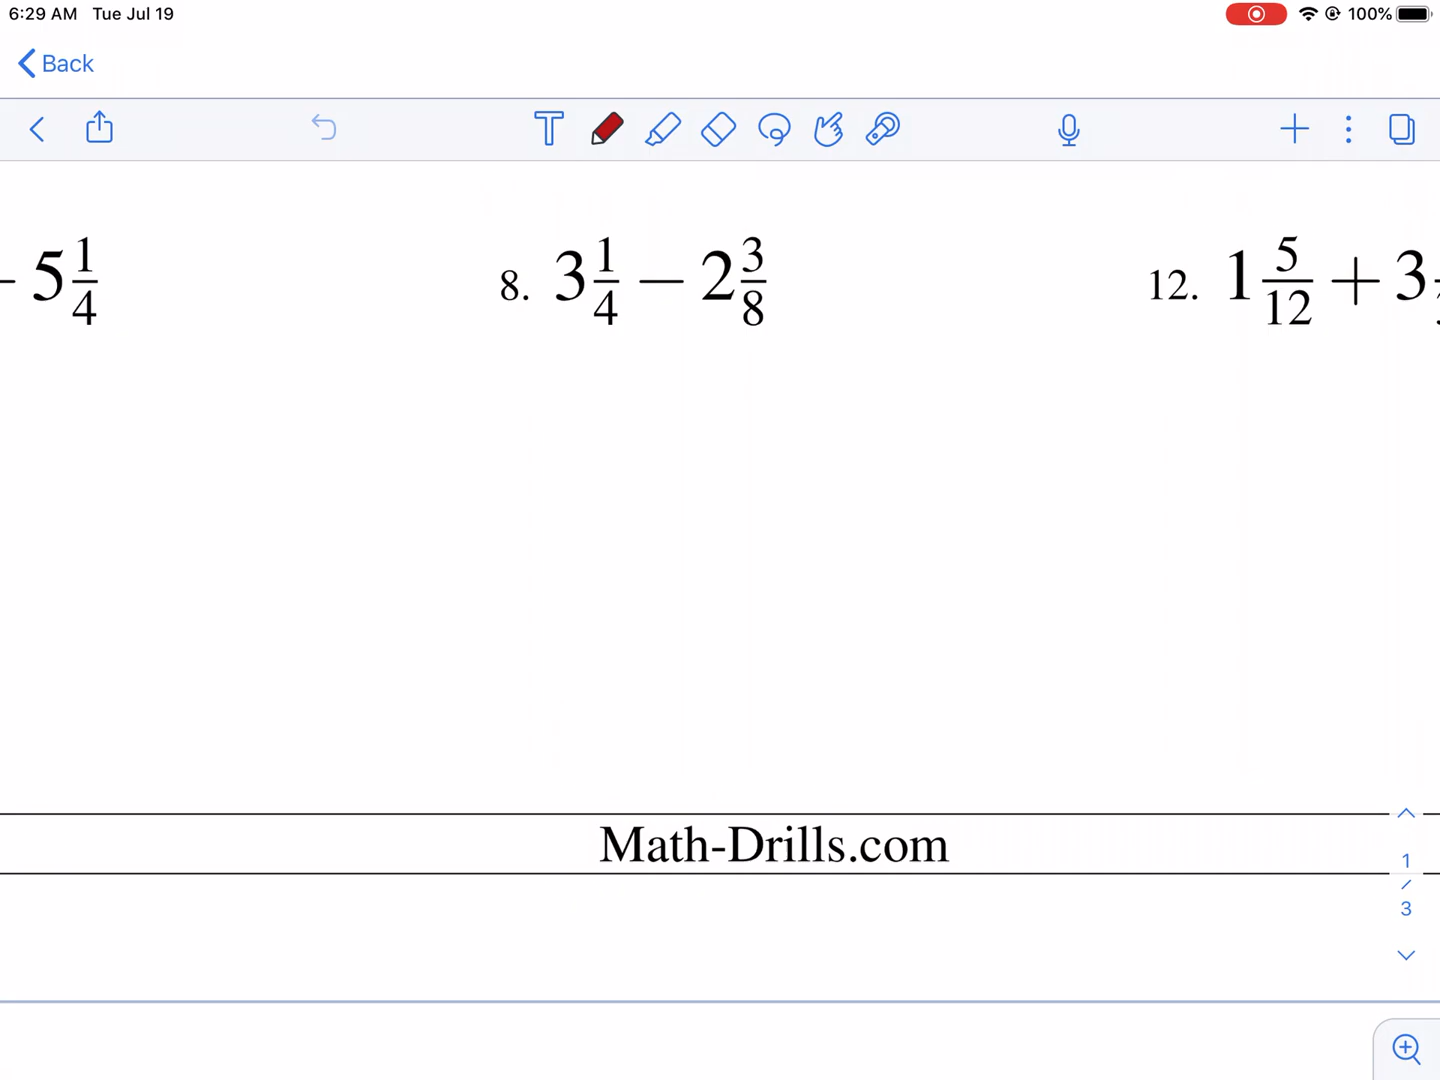 6:29 AM Tue Jul 19 100%
Back
- 5 1/4
8. 3 1/4 − 2 3/8
12. 1 5/12 + 3
Math-Drills.com
1
/
3